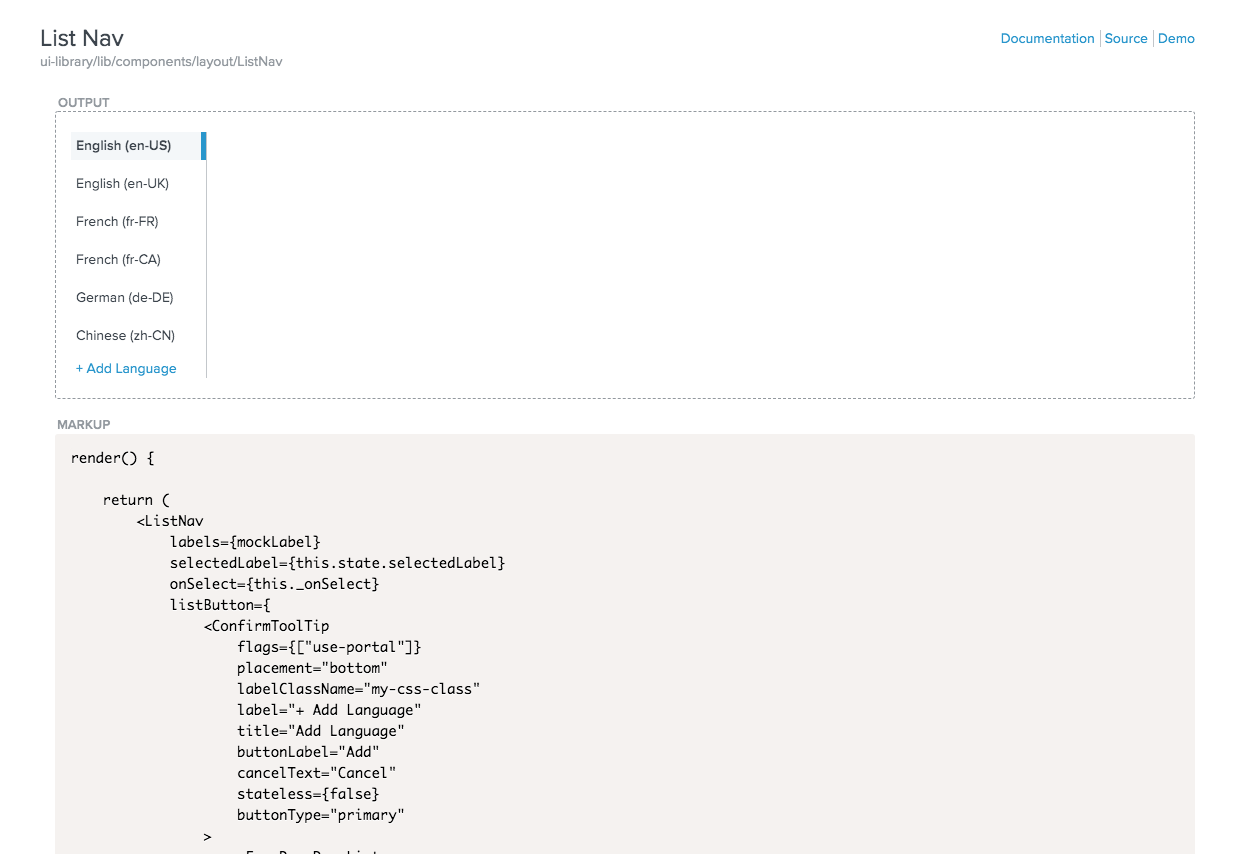 List Nav
Documentation Source Demo
ui-library/lib/components/layout/ListNav
OUTPUT
English (en-US)
English (en-UK)
French (fr-FR)
French (fr-CA)
German (de-DE)
Chinese (zh-CN)
+ Add Language
MARKUP
render() {
return (
<ListNav
labels={mockLabel}
selectedLabel={this.state.selectedLabel}
onSelect={this._onSelect}
listButton={
<ConfirmToolTip
flags={["use-portal"]}
placement="bottom"
labelClassName="my-css-class"
label="+ Add Language"
title="Add Language"
buttonLabel="Add"
cancelText="Cancel"
stateless={false}
buttonType="primary"
>